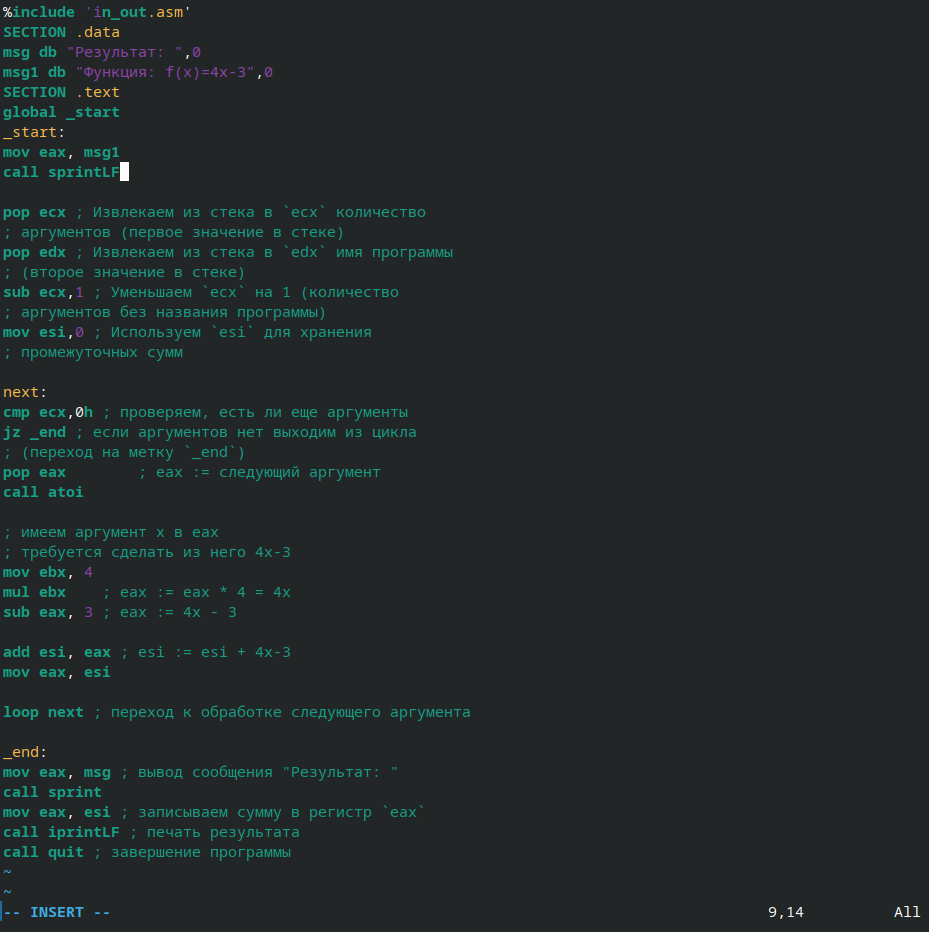 %include 'in_out.asm'
SECTION .data
msg db "Результат: ",0
msg1 db "Функция: f(x)=4x-3",0
SECTION .text
global _start
_start:
mov eax, msg1
call sprintLF
pop ecx ; Извлекаем из стека в `ecx` количество
; аргументов (первое значение в стеке)
pop edx ; Извлекаем из стека в `edx` имя программы
; (второе значение в стеке)
sub ecx,1 ; Уменьшаем `ecx` на 1 (количество
; аргументов без названия программы)
mov esi,0 ; Используем `esi` для хранения
; промежуточных сумм
next:
cmp ecx,0h ; проверяем, есть ли еще аргументы
jz _end ; если аргументов нет выходим из цикла
; (переход на метку `_end`)
pop eax        ; eax := следующий аргумент
call atoi
; имеем аргумент x в eax
; требуется сделать из него 4x-3
mov ebx, 4
mul ebx    ; eax := eax * 4 = 4x
sub eax, 3 ; eax := 4x - 3
add esi, eax ; esi := esi + 4x-3
mov eax, esi
loop next ; переход к обработке следующего аргумента
_end:
mov eax, msg ; вывод сообщения "Результат: "
call sprint
mov eax, esi ; записываем сумму в регистр `eax`
call iprintLF ; печать результата
call quit ; завершение программы
~
~
-- INSERT -- 9,14 All